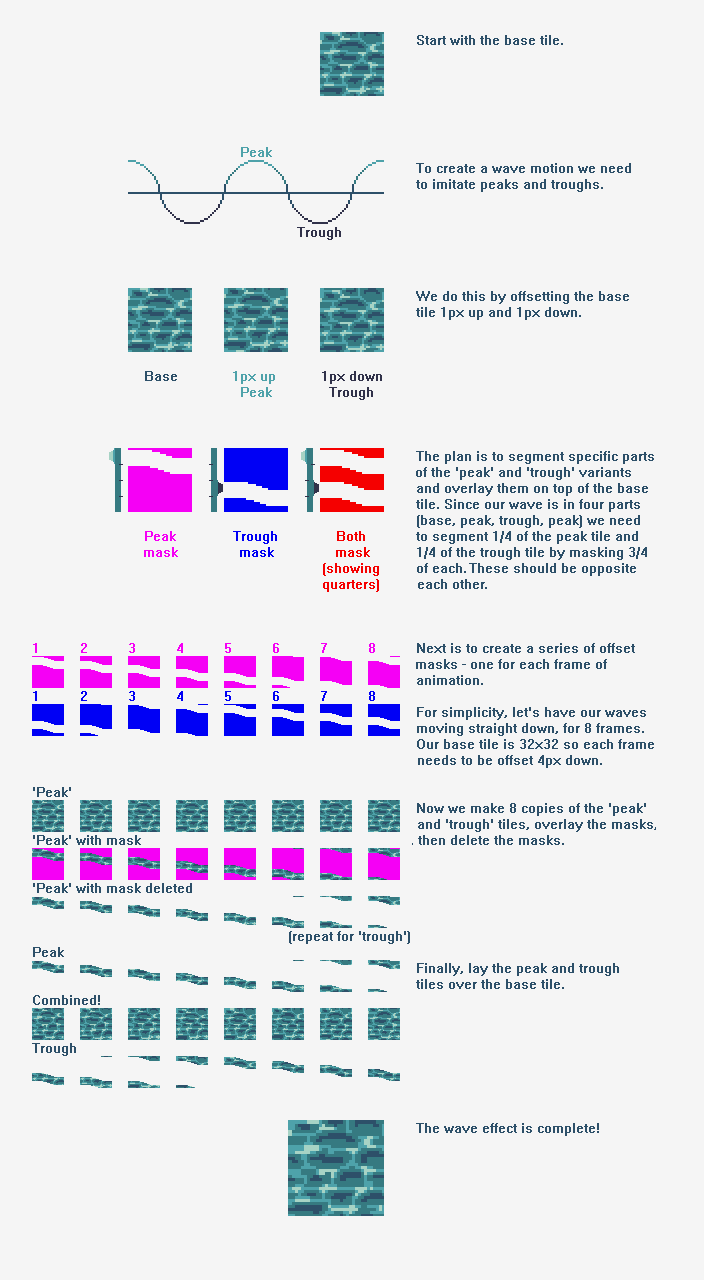 Start with the base tile.
Peak
Trough
To create a wave motion we need
to imitate peaks and troughs.
We do this by offsetting the base
tile 1px up and 1px down.
Base
1px up
Peak
1px down
Trough
The plan is to segment specific parts
of the 'peak' and 'trough' variants
and overlay them on top of the base
tile. Since our wave is in four parts
(base, peak, trough, peak) we need
to segment 1/4 of the peak tile and
1/4 of the trough tile by masking 3/4
of each. These should be opposite
each other.
Peak
mask
Trough
mask
Both
mask
(showing
quarters)
1 2 3 4 5 6 7 8
1 2 3 4 5 6 7 8
Next is to create a series of offset
masks - one for each frame of
animation.
For simplicity, let's have our waves
moving straight down, for 8 frames.
Our base tile is 32x32 so each frame
needs to be offset 4px down.
'Peak'
'Peak' with mask
'Peak' with mask deleted
(repeat for 'trough')
Now we make 8 copies of the 'peak'
and 'trough' tiles, overlay the masks,
then delete the masks.
Peak
Combined!
Trough
Finally, lay the peak and trough
tiles over the base tile.
The wave effect is complete!